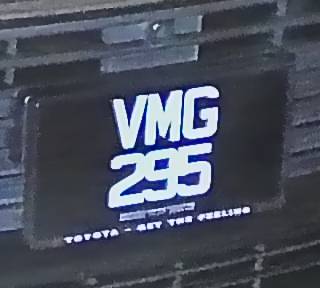 VMG
295
TOYOTA - GET THE FEELING